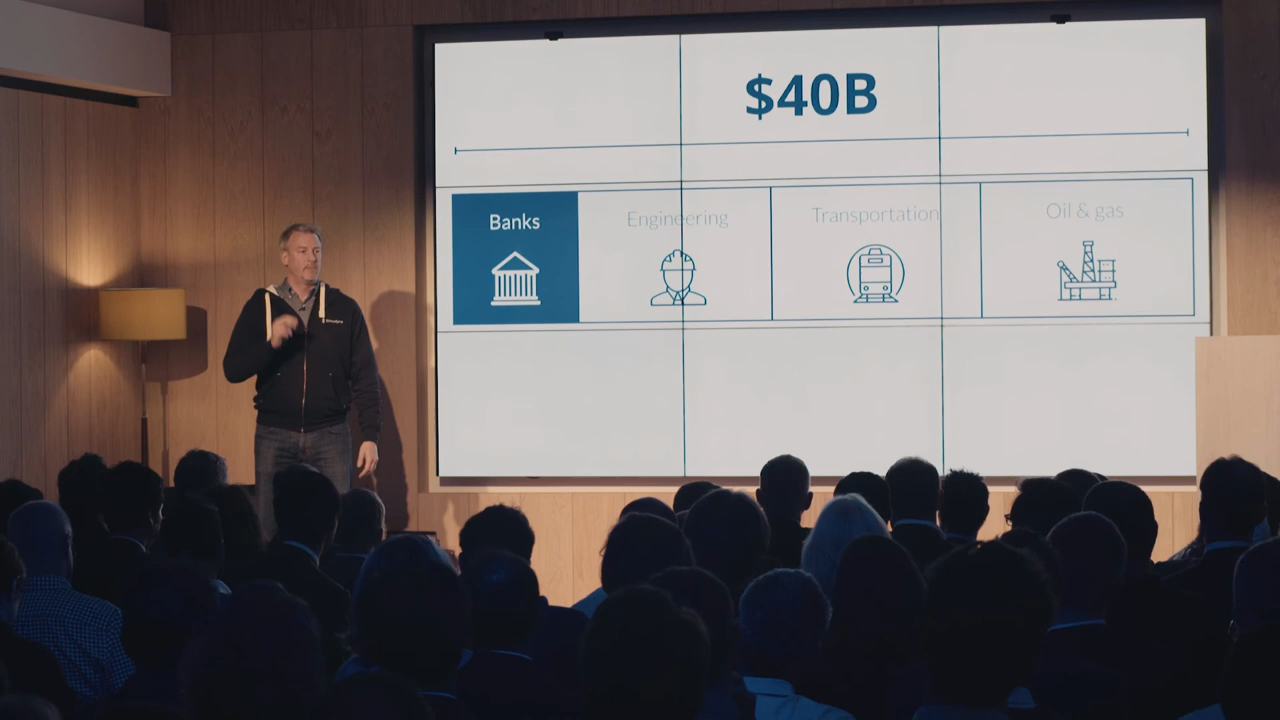 $40B
Banks
Engineering
Transportation
Oil & gas